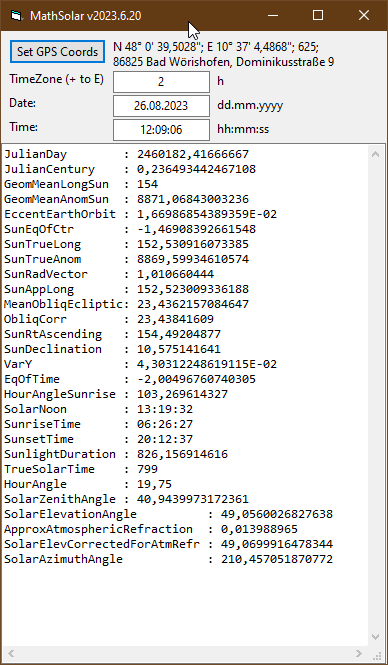 MathSolar v2023.6.20
Set GPS Coords
N 48° 0' 39,5028"; E 10° 37' 4,4868"; 625;
86825 Bad Wörishofen, Dominikusstraße 9
TimeZone (+ to E) 2 h
Date: 26.08.2023 dd.mm.yyyy
Time: 12:09:06 hh:mm:ss
JulianDay : 2460182,41666667
JulianCentury : 0,236493442467108
GeomMeanLongSun : 154
GeomMeanAnomSun : 8871,06843003236
EccentEarthOrbit : 1,66986854389359E-02
SunEqOfCtr : -1,46908392661548
SunTrueLong : 152,530916073385
SunTrueAnom : 8869,59934610574
SunRadVector : 1,010660444
SunAppLong : 152,523009336188
MeanObliqEcliptic: 23,4362157084647
ObliqCorr : 23,43841609
SunRtAscending : 154,49204877
SunDeclination : 10,575141641
VarY : 4,30312248619115E-02
EqOfTime : -2,00496760740305
HourAngleSunrise : 103,269614327
SolarNoon : 13:19:32
SunriseTime : 06:26:27
SunsetTime : 20:12:37
SunlightDuration : 826,156914616
TrueSolarTime : 799
HourAngle : 19,75
SolarZenithAngle : 40,9439973172361
SolarElevationAngle : 49,0560026827638
ApproxAtmosphericRefraction : 0,013988965
SolarElevCorrectedForAtmRefr : 49,0699916478344
SolarAzimuthAngle : 210,457051870772